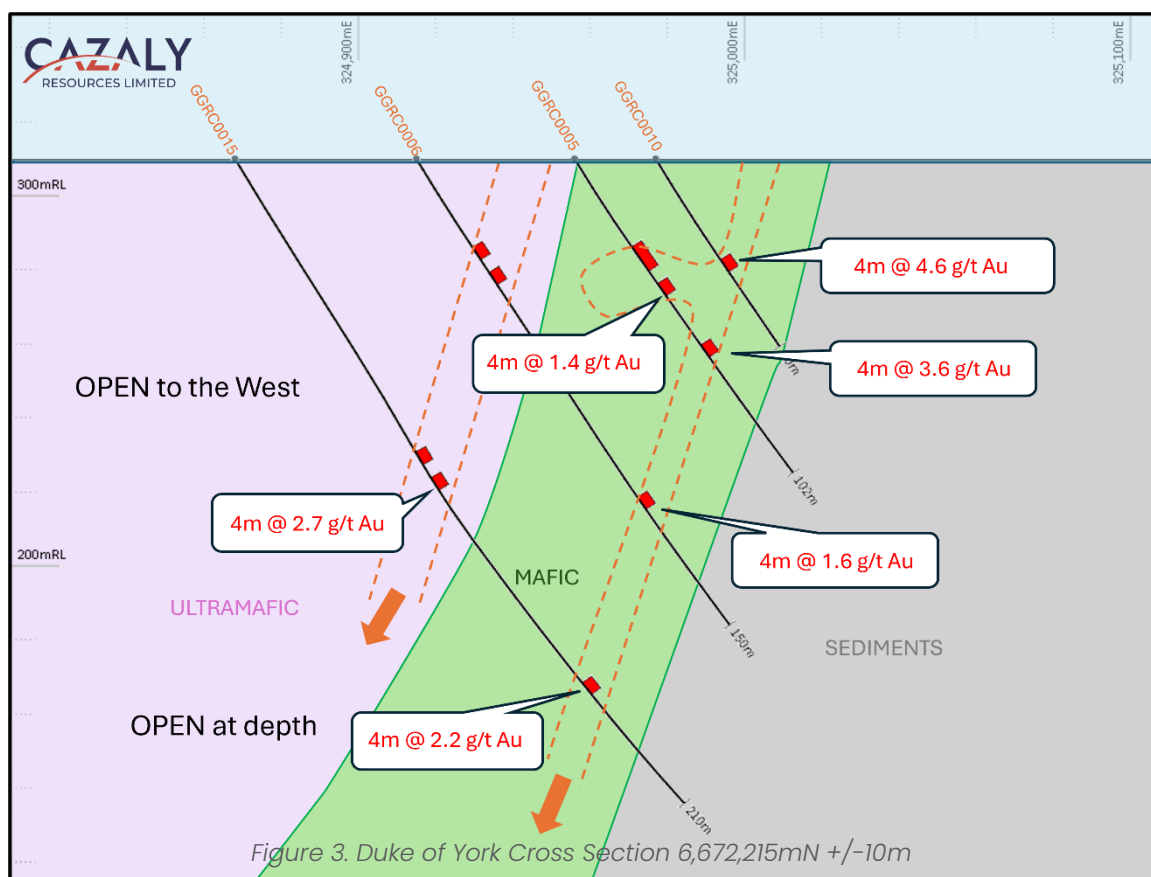 CAZALY
RESOURCES LIMITED
324,900mE
325,000mE
325,100mE
GGRC0015
GGRC0006
GGRC0005
GGRC0010
300mRL
4m @ 4.6 g/t Au
4m @ 1.4 g/t Au
4m @ 3.6 g/t Au
OPEN to the West
102m
4m @ 2.7 g/t Au
4m @ 1.6 g/t Au
200mRL
MAFIC
ULTRAMAFIC
150m
SEDIMENTS
OPEN at depth
4m @ 2.2 g/t Au
210m
Figure 3. Duke of York Cross Section 6,672,215mN +/-10m